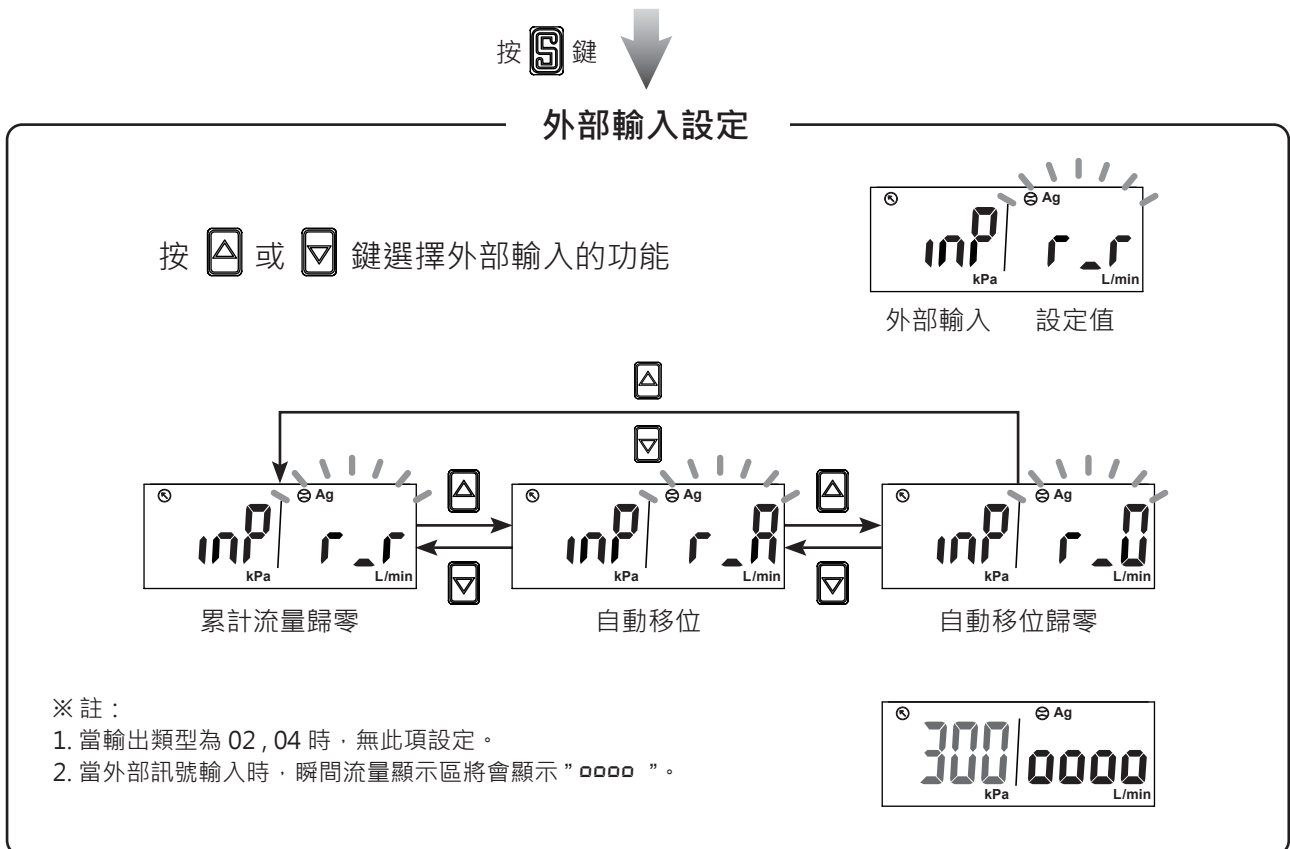 按 S 鍵
外部輸入設定
按 △ 或 ▽ 鍵選擇外部輸入的功能
Ag
inP r_r
kPa L/min
外部輸入 設定值
△
▽
Ag △ Ag △ Ag
inP r_r inP r_A inP r_0
kPa L/min ▽ kPa L/min ▽ kPa L/min
累計流量歸零 自動移位 自動移位歸零
※註：
1. 當輸出類型為 02 , 04 時，無此項設定。
2. 當外部訊號輸入時，瞬間流量顯示區將會顯示 ” oooo ”。
Ag
300 oooo
kPa L/min